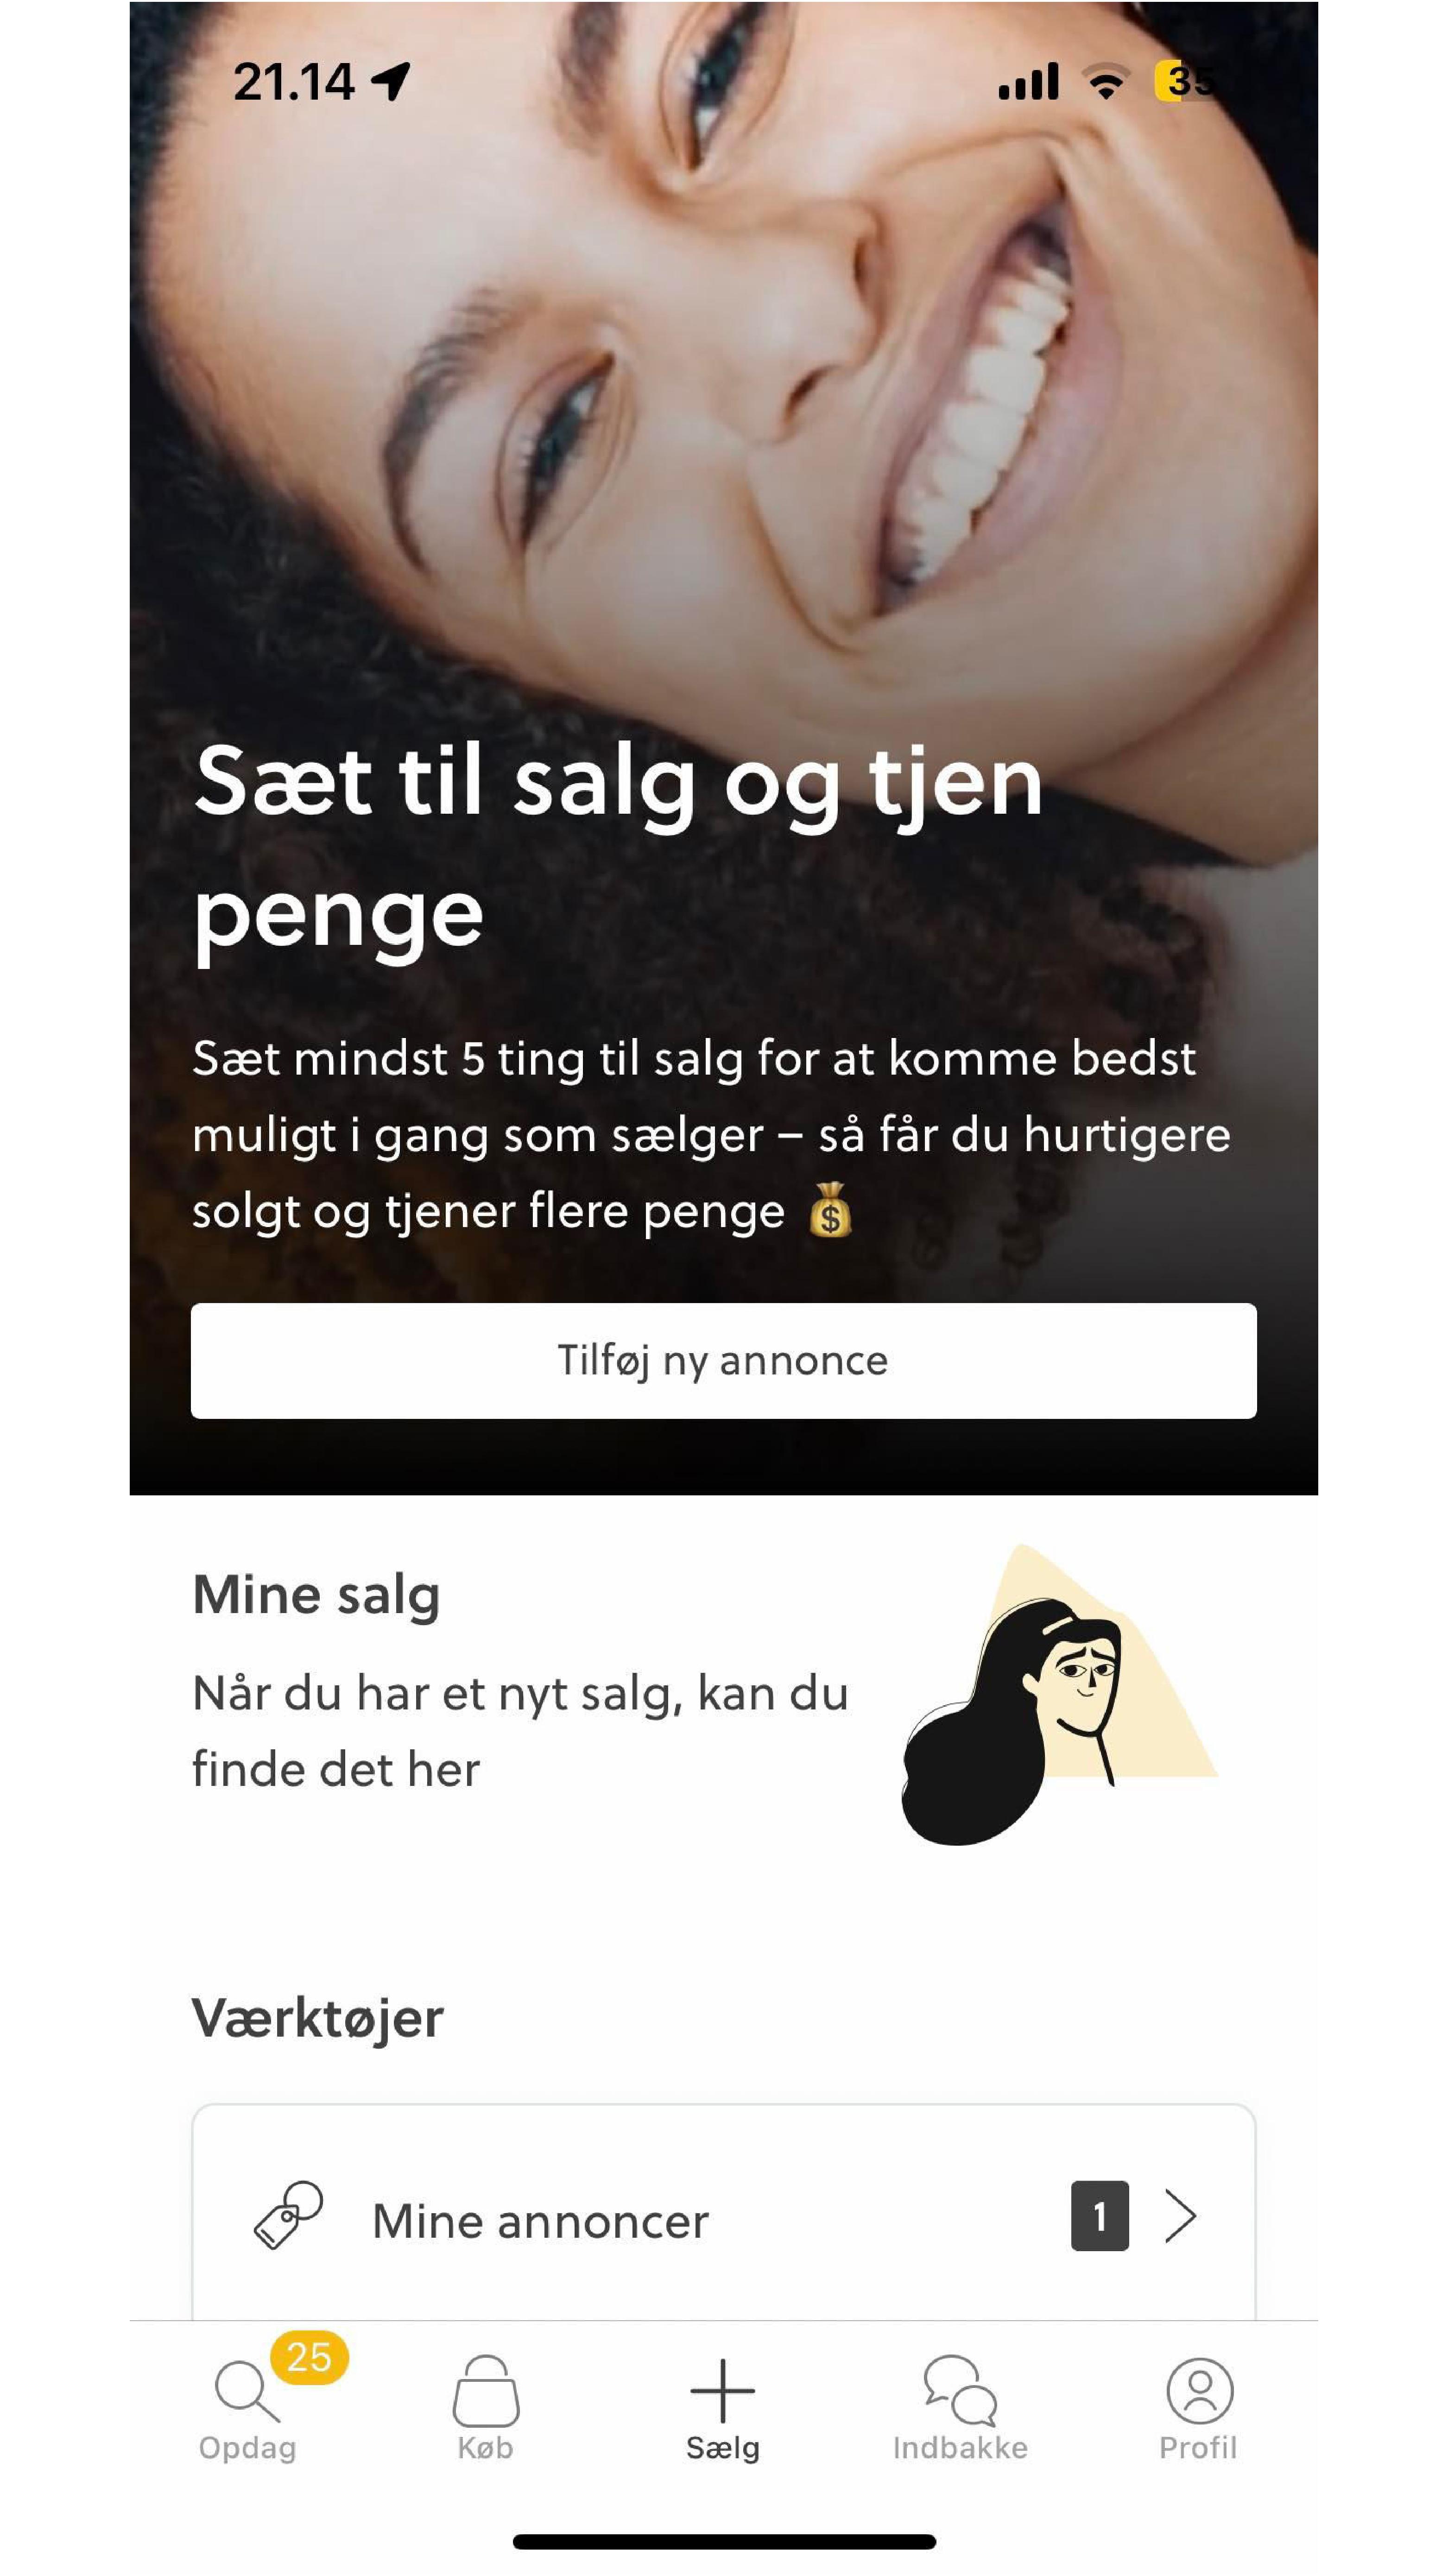 21.14
35
Sæt til salg og tjen
penge
Sæt mindst 5 ting til salg for at komme bedst
muligt i gang som sælger – så får du hurtigere
solgt og tjener flere penge 💰
Tilføj ny annonce
Mine salg
Når du har et nyt salg, kan du
finde det her
Værktøjer
Mine annoncer 1
25
Opdag Køb Sælg Indbakke Profil